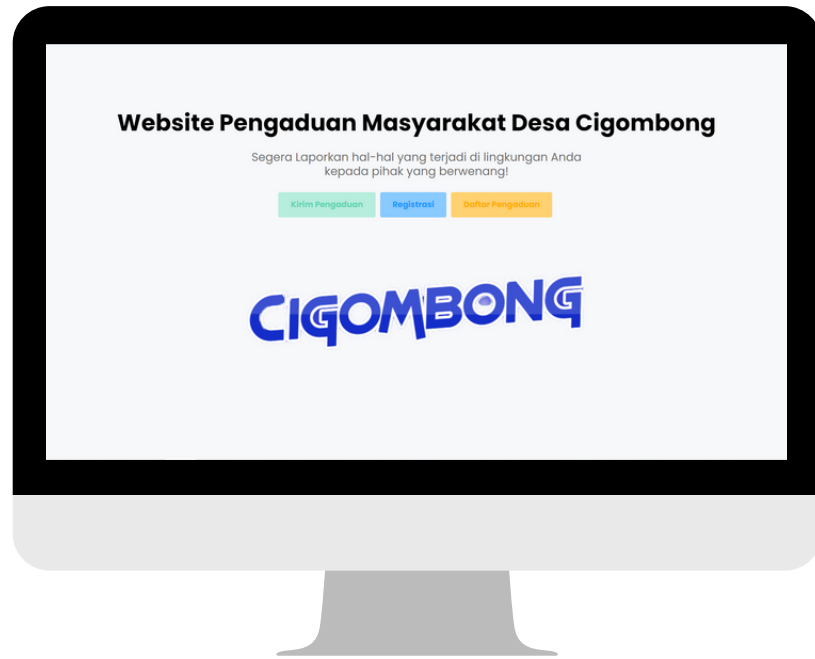 Website Pengaduan Masyarakat Desa Cigombong
Segera Laporkan hal-hal yang terjadi di lingkungan Anda
kepada pihak yang berwenang!
Kirim Pengaduan Registrasi Daftar Pengaduan
CIGOMBONG